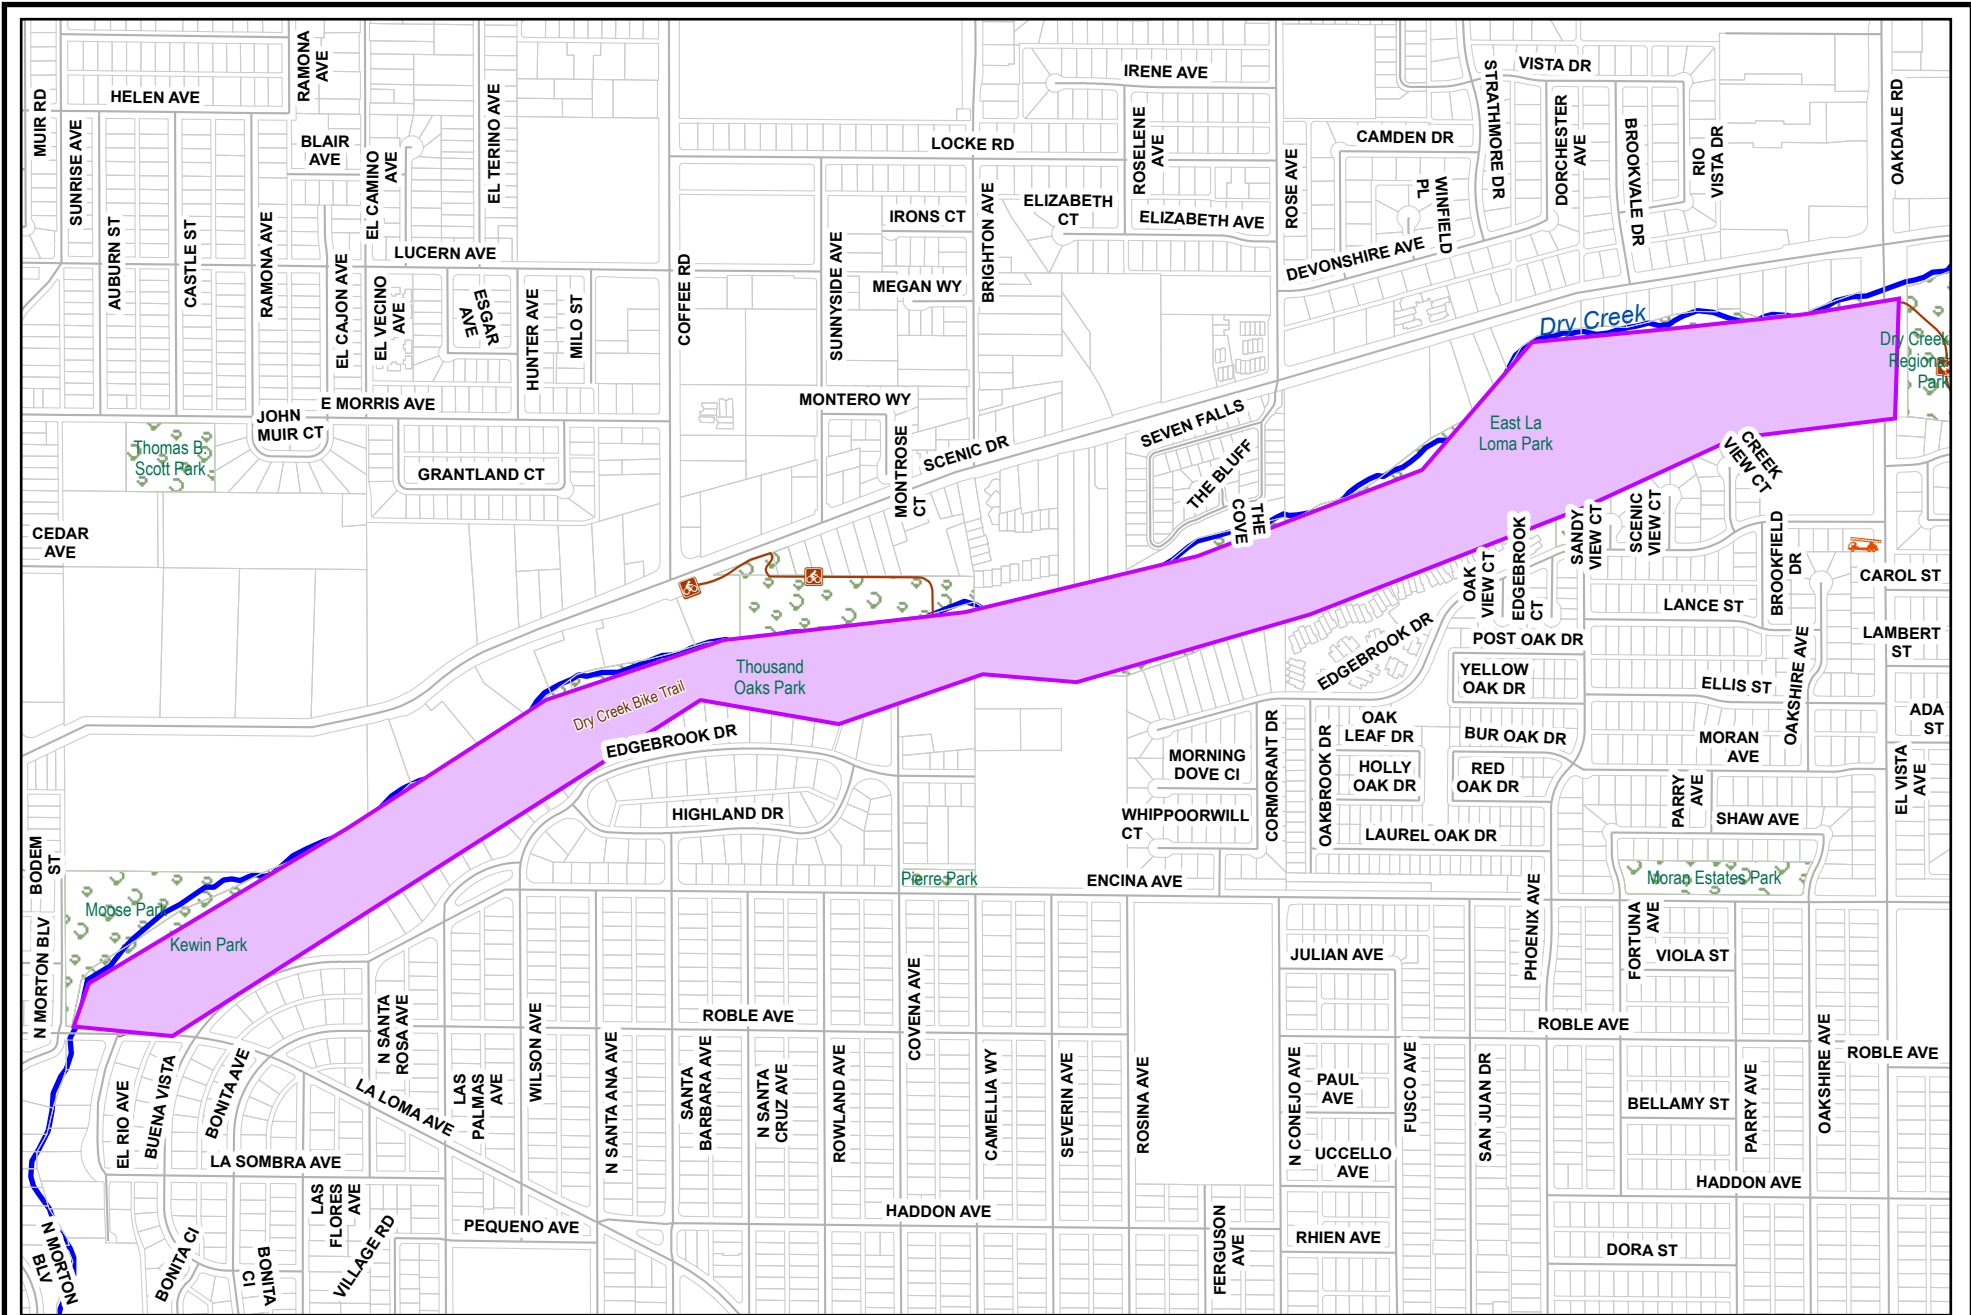 MUIR RD
SUNRISE AVE
HELEN AVE
RAMONA
AVE
BLAIR
AVE
EL CAMINO
AVE
EL TERINO AVE
AUBURN ST
CASTLE ST
RAMONA AVE
EL CAJON AVE
EL VECINO
AVE
LUCERN AVE
ESGAR
AVE
HUNTER AVE
MILO ST
COFFEE RD
E MORRIS AVE
JOHN
MUIR CT
Thomas B.
Scott Park
GRANTLAND CT
CEDAR
AVE
IRENE AVE
LOCKE RD
ROSELENE
AVE
ROSE AVE
IRONS CT
ELIZABETH
CT
ELIZABETH AVE
SUNNYSIDE AVE
BRIGHTON AVE
MEGAN WY
MONTERO WY
MONTROSE
CT
SCENIC DR
SEVEN FALLS
THE BLUFF
THE
COVE
STRATHMORE DR
VISTA DR
CAMDEN DR
DORCHESTER
AVE
BROOKVALE DR
RIO
VISTA DR
OAKDALE RD
WINFIELD
PL
DEVONSHIRE AVE
Dry Creek
Dry Creek
Regional
Park
East La
Loma Park
CREEK
VIEW CT
SCENIC
VIEW CT
SANDY
VIEW CT
EDGEBROOK
CT
OAK
VIEW CT
BROOKFIELD
DR
CAROL ST
LANCE ST
LAMBERT
ST
POST OAK DR
EDGEBROOK DR
YELLOW
OAK DR
ELLIS ST
OAKSHIRE AVE
ADA
ST
Thousand
Oaks Park
Dry Creek Bike Trail
EDGEBROOK DR
HIGHLAND DR
MORNING
DOVE CI
CORMORANT DR
OAKBROOK DR
OAK
LEAF DR
BUR OAK DR
MORAN
AVE
HOLLY
OAK DR
RED
OAK DR
PARRY
AVE
EL VISTA
AVE
WHIPPOORWILL
CT
LAUREL OAK DR
SHAW AVE
BODEM
ST
Pierre Park
ENCINA AVE
Moran Estates Park
Moose Park
Kewin Park
N MORTON BLV
PHOENIX AVE
FORTUNA
AVE
JULIAN AVE
VIOLA ST
N SANTA
ROSA AVE
ROBLE AVE
COVENA AVE
ROBLE AVE
ROBLE AVE
EL RIO AVE
BUENA VISTA
BONITA AVE
LA LOMA AVE
LAS
PALMAS
AVE
WILSON AVE
N SANTA ANA AVE
SANTA
BARBARA AVE
N SANTA
CRUZ AVE
ROWLAND AVE
CAMELLIA WY
SEVERIN AVE
ROSINA AVE
N CONEJO AVE
PAUL
AVE
FUSCO AVE
SAN JUAN DR
BELLAMY ST
PARRY AVE
OAKSHIRE AVE
LA SOMBRA AVE
UCCELLO
AVE
HADDON AVE
LAS
FLORES
AVE
VILLAGE RD
PEQUENO AVE
HADDON AVE
FERGUSON
AVE
RHIEN AVE
DORA ST
N MORTON
BLV
BONITA CI
BONITA
CI